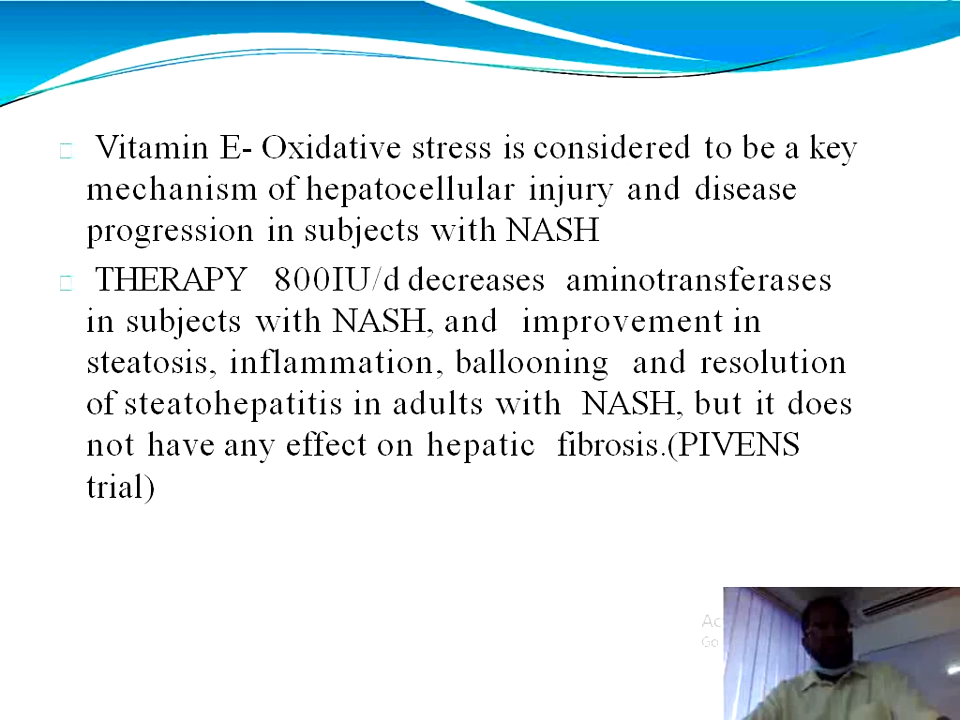 Vitamin E- Oxidative stress is considered to be a key
mechanism of hepatocellular injury and disease
progression in subjects with NASH
THERAPY 800IU/d decreases aminotransferases
in subjects with NASH, and improvement in
steatosis, inflammation, ballooning and resolution
of steatohepatitis in adults with NASH, but it does
not have any effect on hepatic fibrosis.(PIVENS
trial)
Go